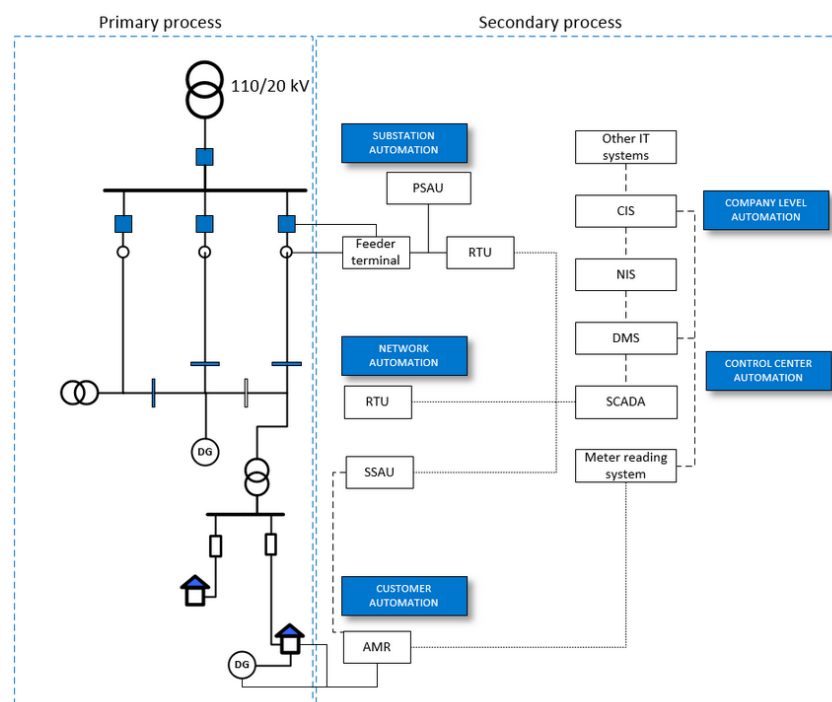 Primary process
Secondary process
110/20 kV
SUBSTATION
AUTOMATION
Other IT
systems
PSAU
CIS
COMPANY LEVEL
AUTOMATION
Feeder
terminal
RTU
NIS
NETWORK
AUTOMATION
DMS
CONTROL CENTER
AUTOMATION
RTU
SCADA
DG
SSAU
Meter reading
system
CUSTOMER
AUTOMATION
AMR
DG